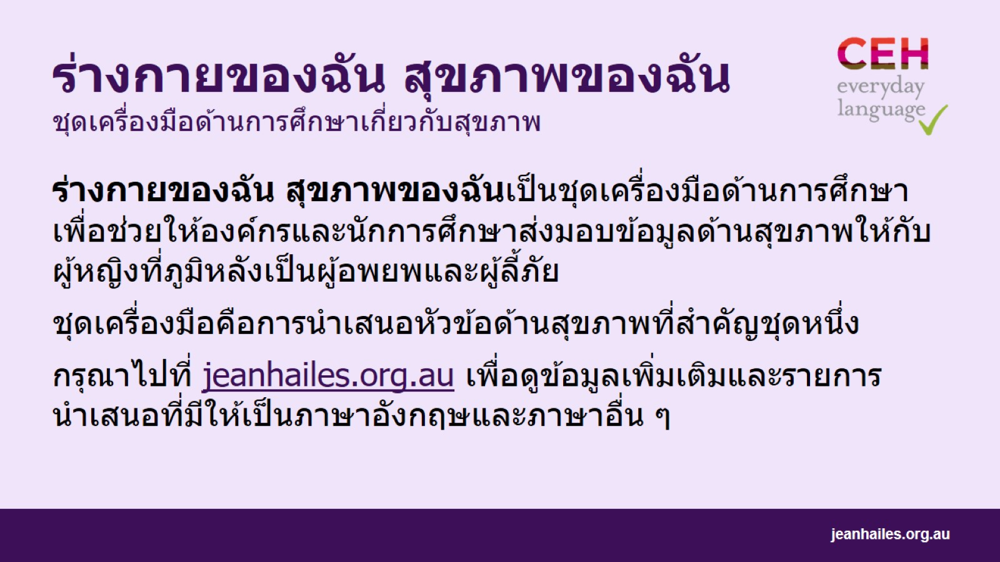 ร่างกายของฉัน สุขภาพของฉัน
ชุดเครื่องมือด้านการศึกษาเกี่ยวกับสุขภาพ
CEH
everyday
language
ร่างกายของฉัน สุขภาพของฉันเป็นชุดเครื่องมือด้านการศึกษา
เพื่อช่วยให้องค์กรและนักการศึกษาส่งมอบข้อมูลด้านสุขภาพให้กับ
ผู้หญิงที่ภูมิหลังเป็นผู้อพยพและผู้ลี้ภัย
ชุดเครื่องมือคือการนำเสนอหัวข้อด้านสุขภาพที่สำคัญชุดหนึ่ง
กรุณาไปที่ jeanhailes.org.au เพื่อดูข้อมูลเพิ่มเติมและรายการ
นำเสนอที่มีให้เป็นภาษาอังกฤษและภาษาอื่น ๆ
jeanhailes.org.au